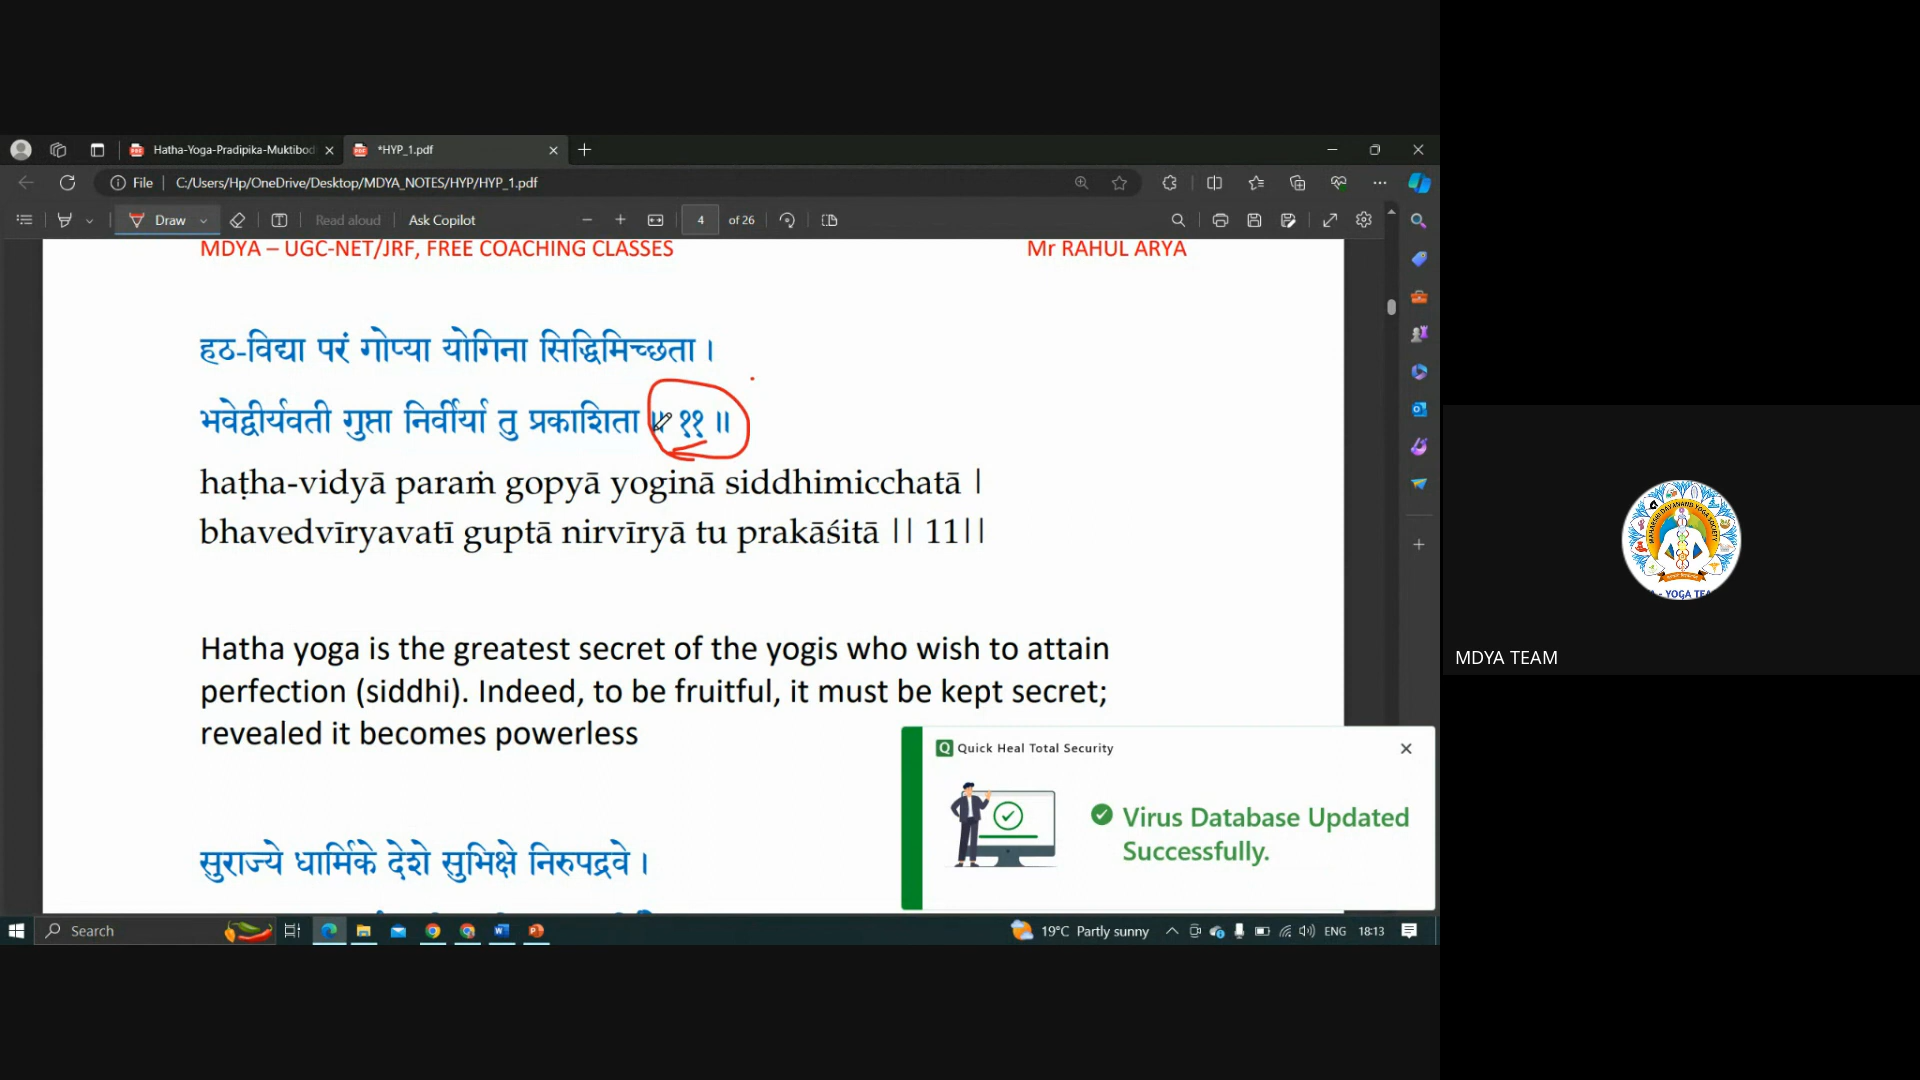 Hatha-Yoga-Pradipika-Muktibod
*HYP_1.pdf
File
C:/Users/Hp/OneDrive/Desktop/MDYA_NOTES/HYP/HYP_1.pdf
Draw
Read aloud
Ask Copilot
4 of 26
MDYA – UGC-NET/JRF, FREE COACHING CLASSES
Mr RAHUL ARYA
हठ-विद्या परं गोप्या योगिना सिद्धिमिच्छता ।
भवेद्वीर्यवती गुप्ता निर्वीर्या तु प्रकाशिता ॥ ११ ॥
haṭha-vidyā paraṁ gopyā yoginā siddhimicchatā |
bhavedvīryavatī guptā nirvīryā tu prakāśitā || 11||
Hatha yoga is the greatest secret of the yogis who wish to attain
perfection (siddhi). Indeed, to be fruitful, it must be kept secret;
revealed it becomes powerless
Quick Heal Total Security
Virus Database Updated
Successfully.
सुराज्ये धार्मिके देशे सुभिक्षे निरुपद्रवे ।
Search
19°C Partly sunny
ENG
18:13
MDYA TEAM